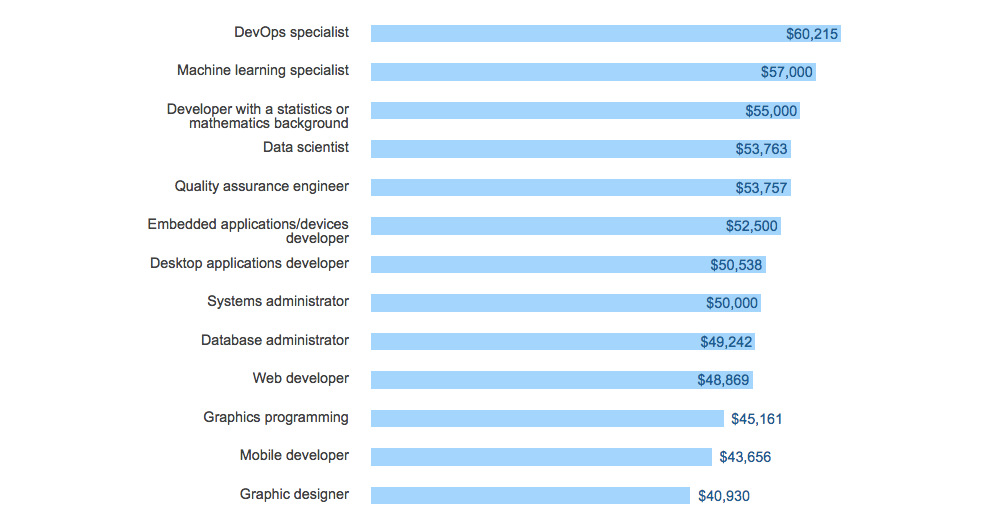 DevOps specialist $60,215
Machine learning specialist $57,000
Developer with a statistics or
mathematics background $55,000
Data scientist $53,763
Quality assurance engineer $53,757
Embedded applications/devices
developer $52,500
Desktop applications developer $50,538
Systems administrator $50,000
Database administrator $49,242
Web developer $48,869
Graphics programming $45,161
Mobile developer $43,656
Graphic designer $40,930